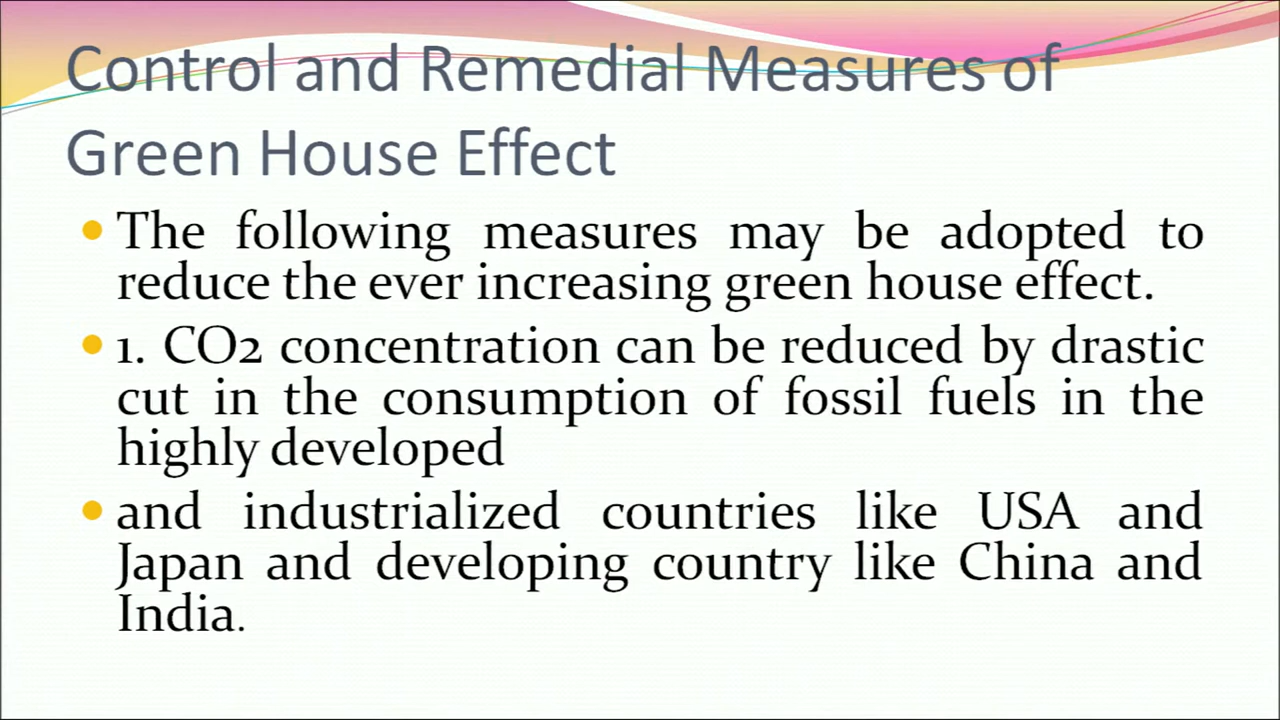 Control and Remedial Measures of
Green House Effect
• The following measures may be adopted to
reduce the ever increasing green house effect.
• 1. CO2 concentration can be reduced by drastic
cut in the consumption of fossil fuels in the
highly developed
• and industrialized countries like USA and
Japan and developing country like China and
India.